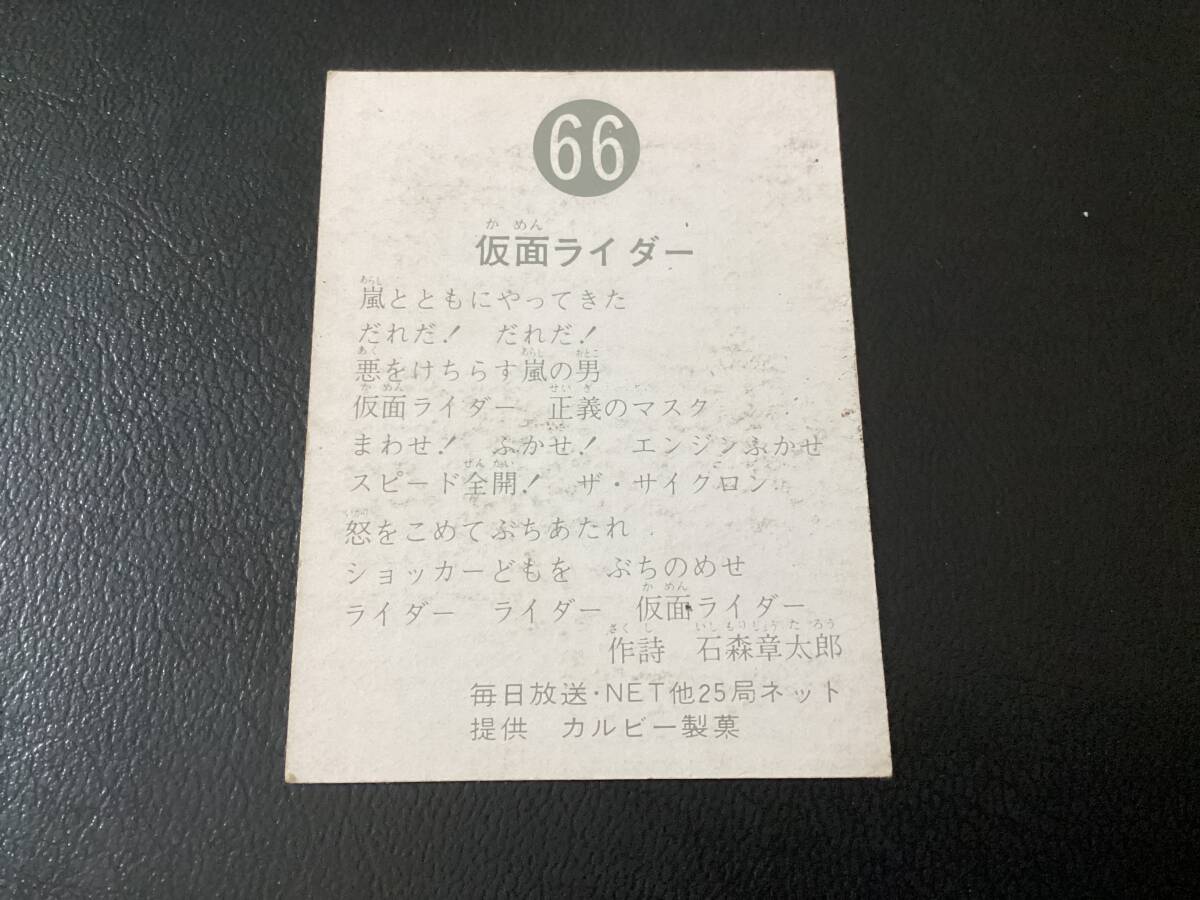 66
かめん
仮面ライダー
あらし
嵐とともにやってきた
だれだ! だれだ!
あく あらし おとこ
悪をけちらす嵐の男
かめん せいぎ
仮面ライダー 正義のマスク
まわせ! ふかせ! エンジンふかせ
ぜんかい
スピード全開! ザ・サイクロン
いかり
怒をこめてぶちあたれ
ショッカーどもを ぶちのめせ
かめん
ライダー ライダー 仮面ライダー
さくし いしもりしょうたろう
作詩 石森章太郎
毎日放送・NET他25局ネット
提供 カルビー製菓